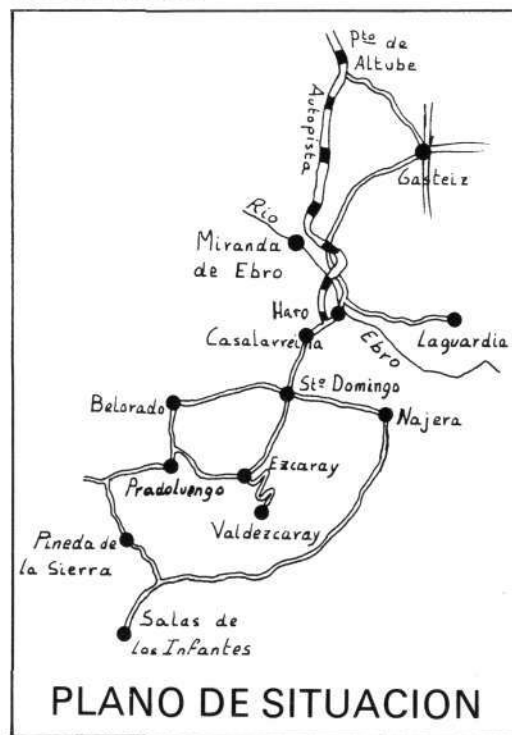 Pto de
Altube
Autopista
Gasteiz
Rio
Miranda
de Ebro
Haro
Casalarreina
Ebro
Laguardia
Sto Domingo
Belorado
Najera
Ezcaray
Pradoluengo
Valdezcaray
Pineda de
la Sierra
Salas de
los Infantes
PLANO DE SITUACION